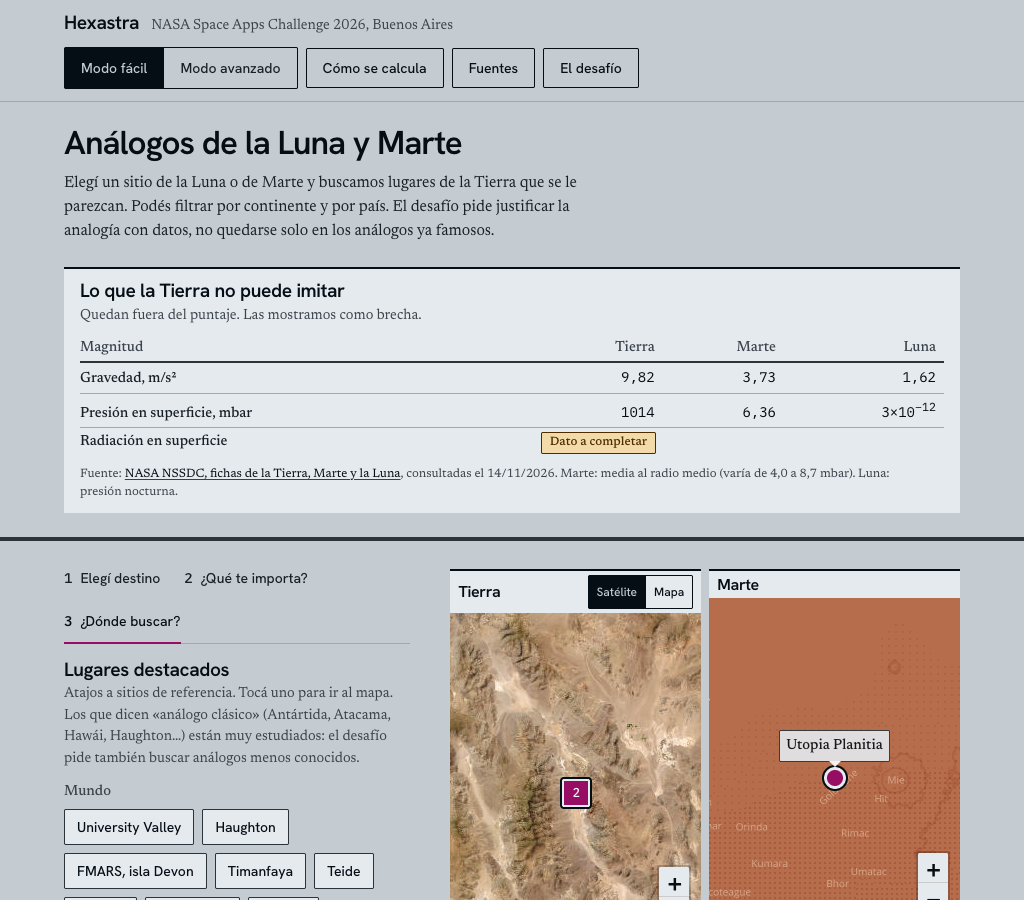 Hexastra NASA Space Apps Challenge 2026, Buenos Aires
Modo fácil Modo avanzado Cómo se calcula Fuentes El desafío
Análogos de la Luna y Marte
Elegí un sitio de la Luna o de Marte y buscamos lugares de la Tierra que se le
parezcan. Podés filtrar por continente y por país. El desafío pide justificar la
analogía con datos, no quedarse solo en los análogos ya famosos.
Lo que la Tierra no puede imitar
Quedan fuera del puntaje. Las mostramos como brecha.
Magnitud Tierra Marte Luna
Gravedad, m/s² 9,82 3,73 1,62
Presión en superficie, mbar 1014 6,36 3×10⁻¹²
Radiación en superficie Dato a completar
Fuente: NASA NSSDC, fichas de la Tierra, Marte y la Luna, consultadas el 14/11/2026. Marte: media al radio medio (varía de 4,0 a 8,7 mbar). Luna:
presión nocturna.
1 Elegí destino 2 ¿Qué te importa?
3 ¿Dónde buscar?
Lugares destacados
Atajos a sitios de referencia. Tocá uno para ir al mapa.
Los que dicen «análogo clásico» (Antártida, Atacama,
Hawái, Haughton…) están muy estudiados: el desafío
pide también buscar análogos menos conocidos.
Mundo
University Valley Haughton
FMARS, isla Devon Timanfaya Teide
Tierra Satélite Mapa
2
+
Marte
Utopia Planitia
Mie
Hit
Orinda
Rimac
Kumara
Umatac
Bhor
+